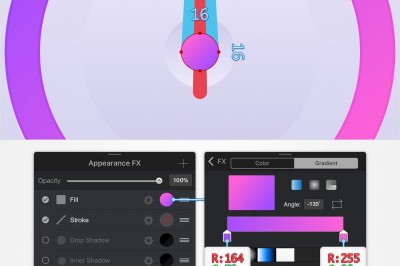 16
16
Appearance FX
Opacity
100%
Fill
Stroke
Drop Shadow
Inner Shadow
FX
Color
Gradient
Angle:
-135°
R:164
R:255